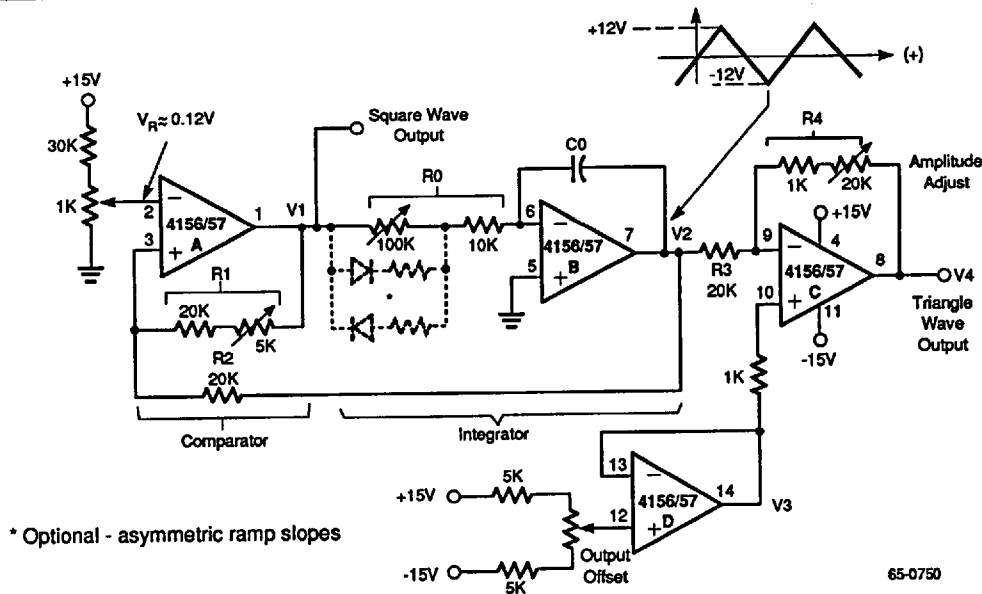 +12V
(+)
-12V
+15V
VR ≈ 0.12V
Square Wave
Output
30K
R0
C0
R4
Amplitude
Adjust
1K
20K
+15V
1K
2
4156/57
A
1
V1
3
100K
10K
6
4156/57
B
7
5
V2
R3
20K
9
4
4156/57
C
8
V4
10
11
-15V
Triangle
Wave
Output
R1
20K
5K
*
R2
20K
1K
Comparator
Integrator
13
4156/57
D
14
V3
12
+15V
5K
-15V
5K
Output
Offset
* Optional - asymmetric ramp slopes
65-0750